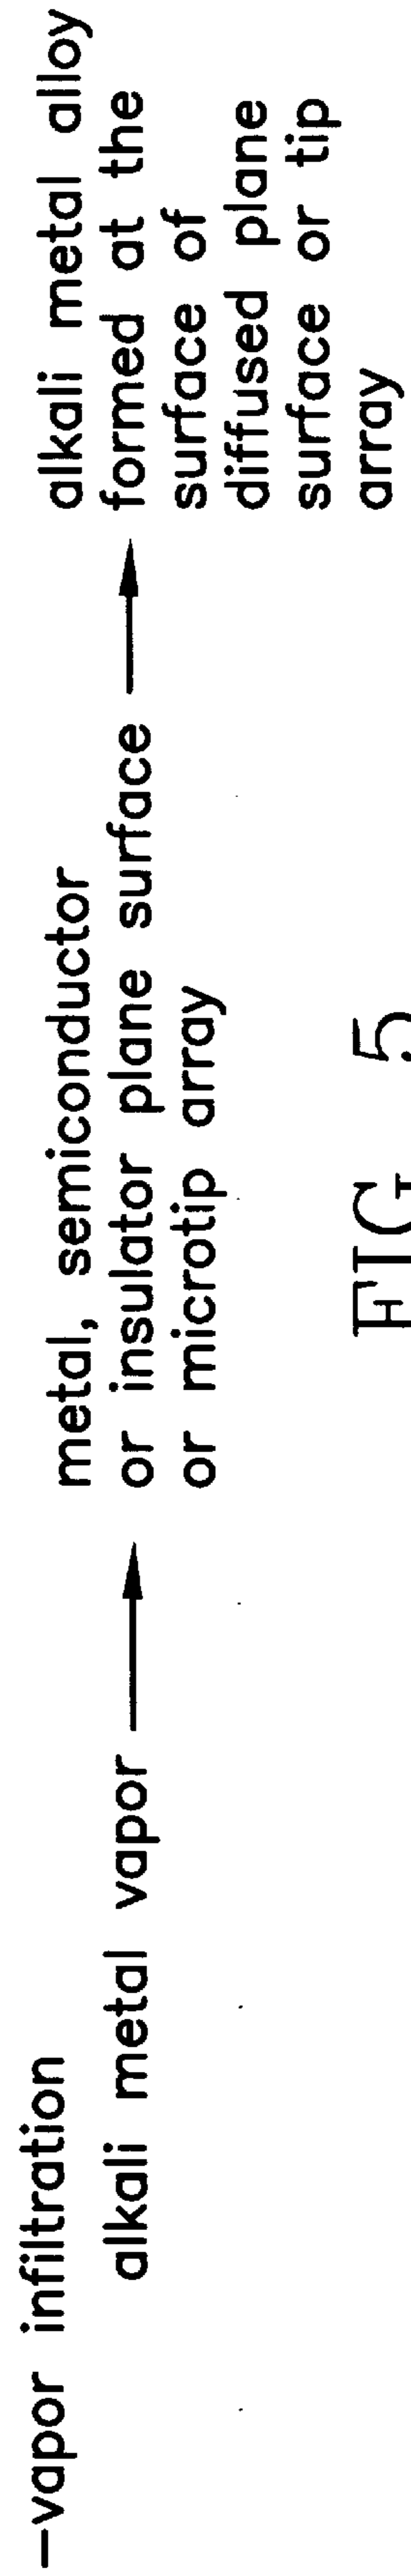 –vapor infiltration
alkali metal vapor
metal, semiconductor
or insulator plane surface
or microtip array
alkali metal alloy
formed at the
surface of
diffused plane
surface or tip
array
FIG 5